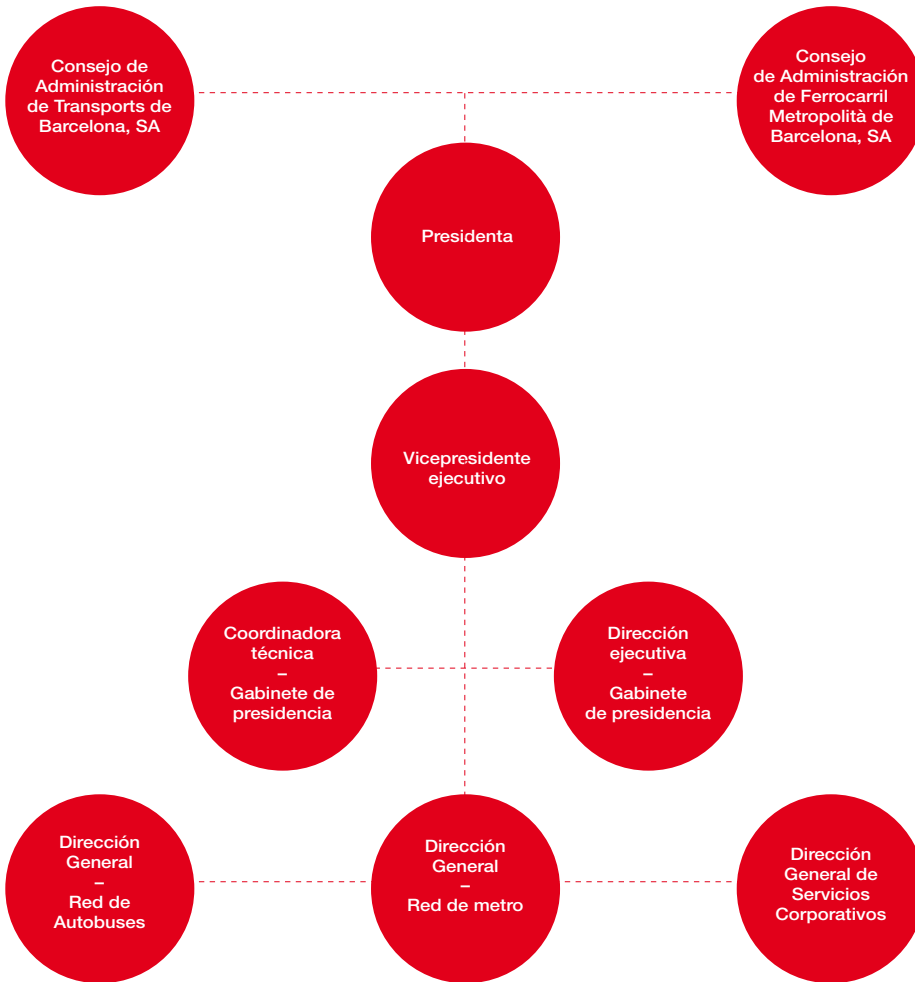 Consejo de
Administración
de Transports de
Barcelona, SA
Consejo
de Administración
de Ferrocarril
Metropolità de
Barcelona, SA
Presidenta
Vicepresidente
ejecutivo
Coordinadora
técnica
–
Gabinete de
presidencia
Dirección
ejecutiva
–
Gabinete
de presidencia
Dirección
General
–
Red de
Autobuses
Dirección
General
–
Red de metro
Dirección
General de
Servicios
Corporativos